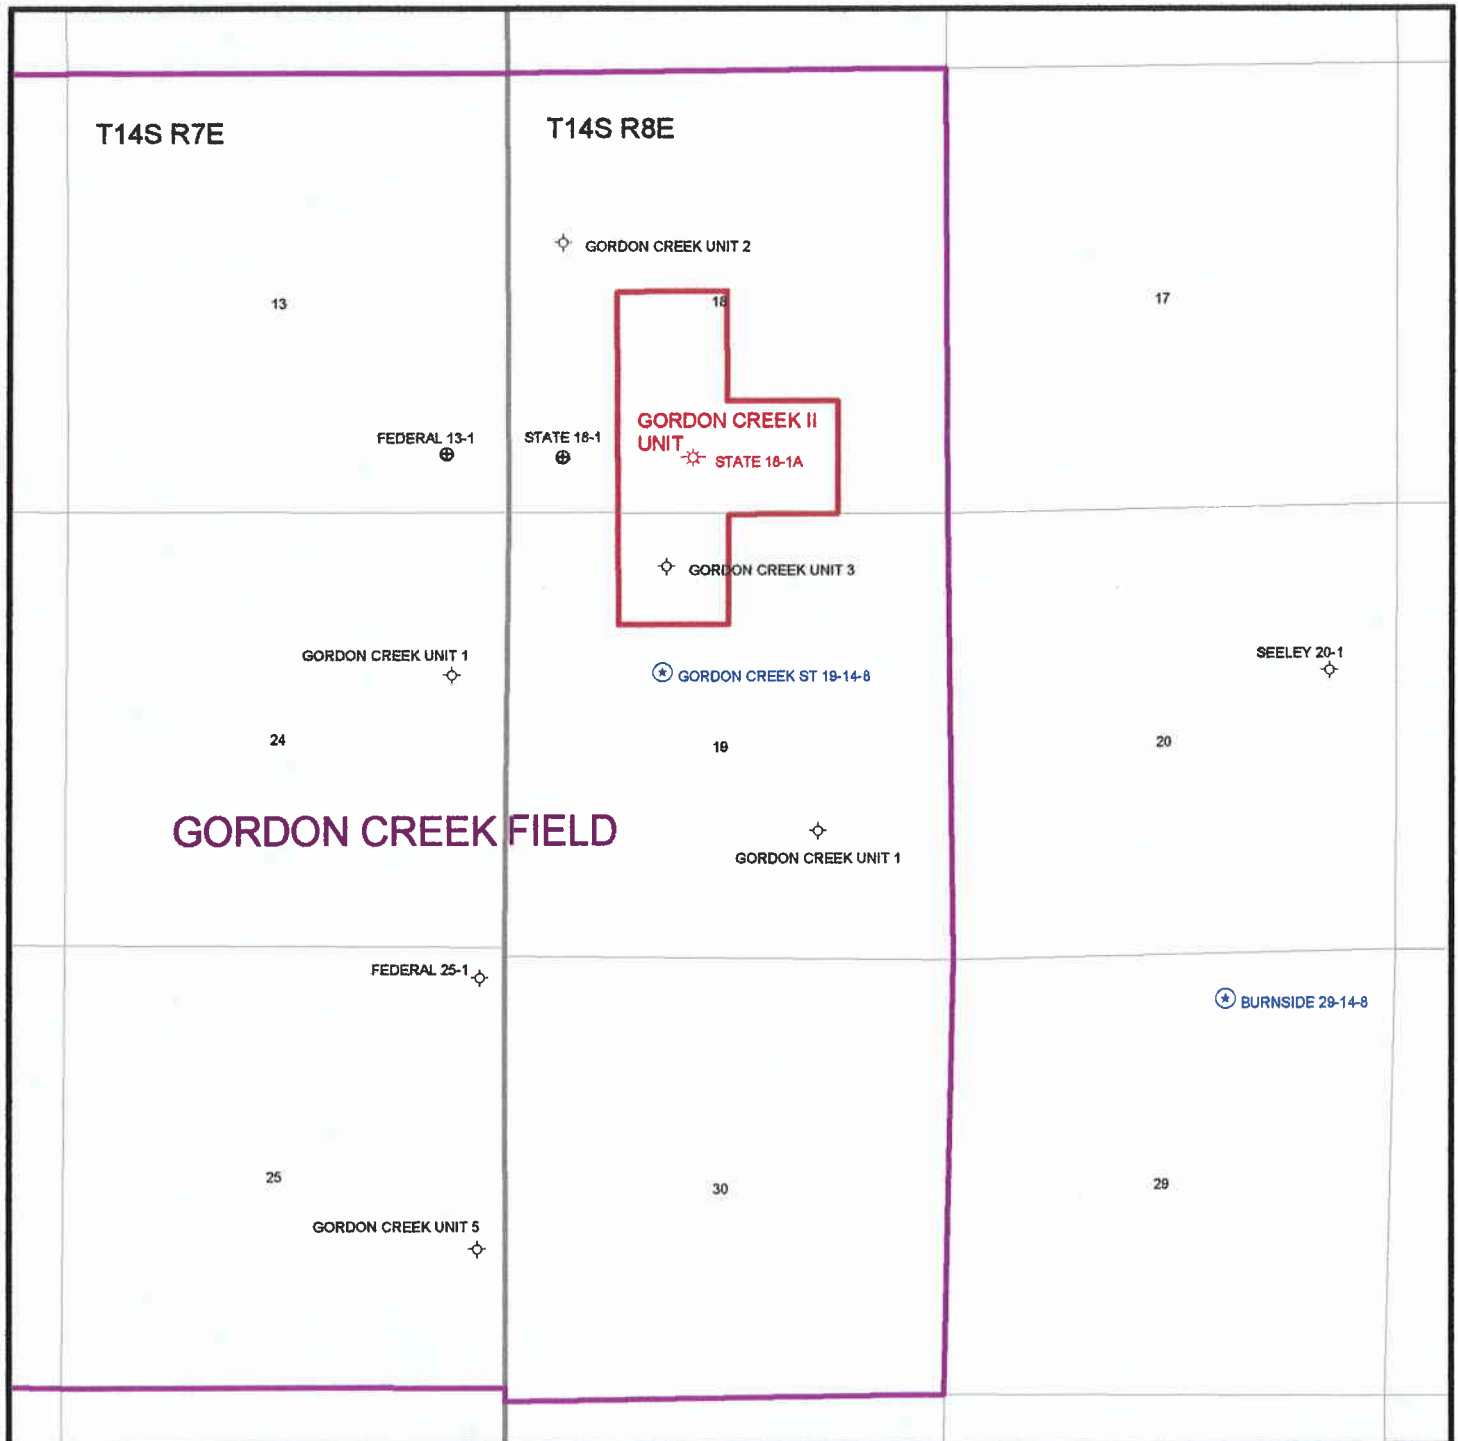 T14S R7E
T14S R8E
GORDON CREEK UNIT 2
13
18
17
GORDON CREEK II
UNIT
FEDERAL 13-1
STATE 18-1
STATE 18-1A
GORDON CREEK UNIT 3
GORDON CREEK UNIT 1
GORDON CREEK ST 19-14-8
SEELEY 20-1
24
19
20
GORDON CREEK FIELD
GORDON CREEK UNIT 1
FEDERAL 25-1
BURNSIDE 29-14-8
25
30
29
GORDON CREEK UNIT 5